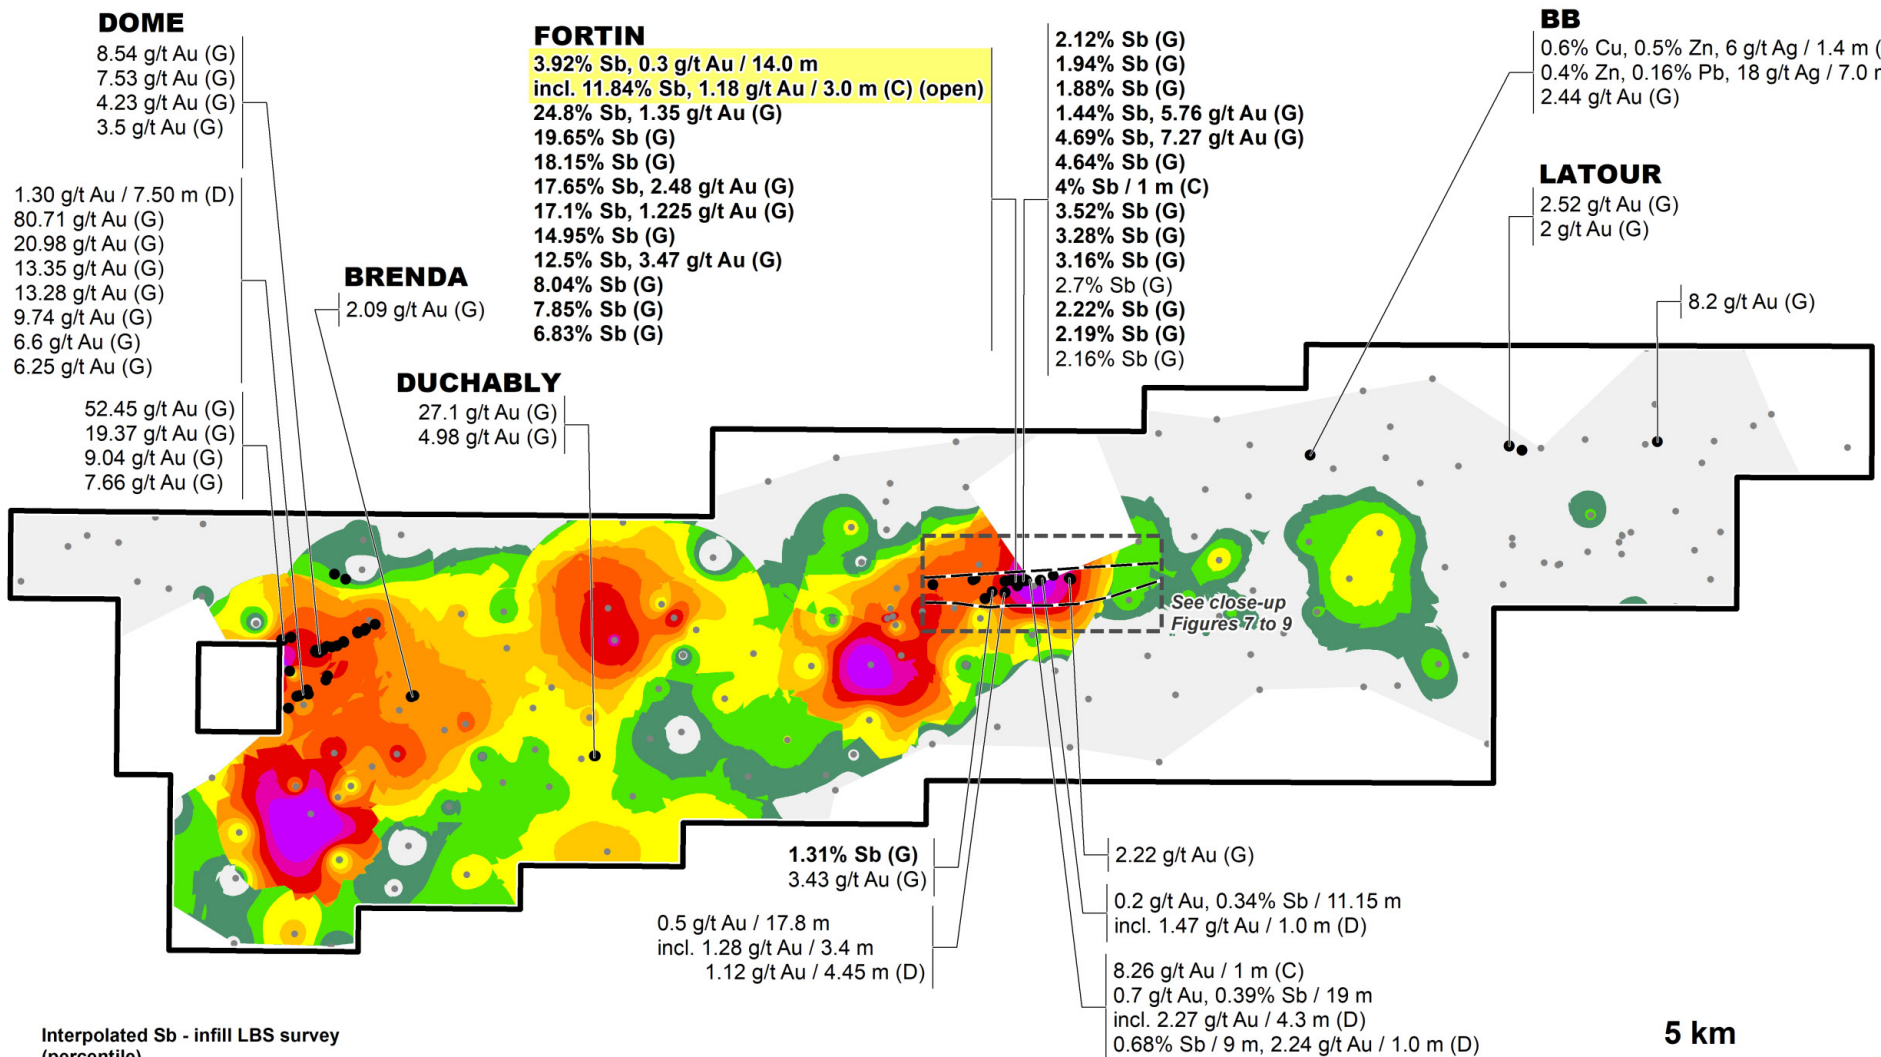 DOME
8.54 g/t Au (G)
7.53 g/t Au (G)
4.23 g/t Au (G)
3.5 g/t Au (G)
1.30 g/t Au / 7.50 m (D)
80.71 g/t Au (G)
20.98 g/t Au (G)
13.35 g/t Au (G)
13.28 g/t Au (G)
9.74 g/t Au (G)
6.6 g/t Au (G)
6.25 g/t Au (G)
52.45 g/t Au (G)
19.37 g/t Au (G)
9.04 g/t Au (G)
7.66 g/t Au (G)
BRENDA
2.09 g/t Au (G)
DUCHABLY
27.1 g/t Au (G)
4.98 g/t Au (G)
FORTIN
3.92% Sb, 0.3 g/t Au / 14.0 m
incl. 11.84% Sb, 1.18 g/t Au / 3.0 m (C) (open)
24.8% Sb, 1.35 g/t Au (G)
19.65% Sb (G)
18.15% Sb (G)
17.65% Sb, 2.48 g/t Au (G)
17.1% Sb, 1.225 g/t Au (G)
14.95% Sb (G)
12.5% Sb, 3.47 g/t Au (G)
8.04% Sb (G)
7.85% Sb (G)
6.83% Sb (G)
2.12% Sb (G)
1.94% Sb (G)
1.88% Sb (G)
1.44% Sb, 5.76 g/t Au (G)
4.69% Sb, 7.27 g/t Au (G)
4.64% Sb (G)
4% Sb / 1 m (C)
3.52% Sb (G)
3.28% Sb (G)
3.16% Sb (G)
2.7% Sb (G)
2.22% Sb (G)
2.19% Sb (G)
2.16% Sb (G)
BB
0.6% Cu, 0.5% Zn, 6 g/t Ag / 1.4 m (
0.4% Zn, 0.16% Pb, 18 g/t Ag / 7.0 m
2.44 g/t Au (G)
LATOUR
2.52 g/t Au (G)
2 g/t Au (G)
8.2 g/t Au (G)
See close-up
Figures 7 to 9
1.31% Sb (G)
3.43 g/t Au (G)
0.5 g/t Au / 17.8 m
incl. 1.28 g/t Au / 3.4 m
1.12 g/t Au / 4.45 m (D)
2.22 g/t Au (G)
0.2 g/t Au, 0.34% Sb / 11.15 m
incl. 1.47 g/t Au / 1.0 m (D)
8.26 g/t Au / 1 m (C)
0.7 g/t Au, 0.39% Sb / 19 m
incl. 2.27 g/t Au / 4.3 m (D)
0.68% Sb / 9 m, 2.24 g/t Au / 1.0 m (D)
Interpolated Sb - infill LBS survey
(percentile)
5 km